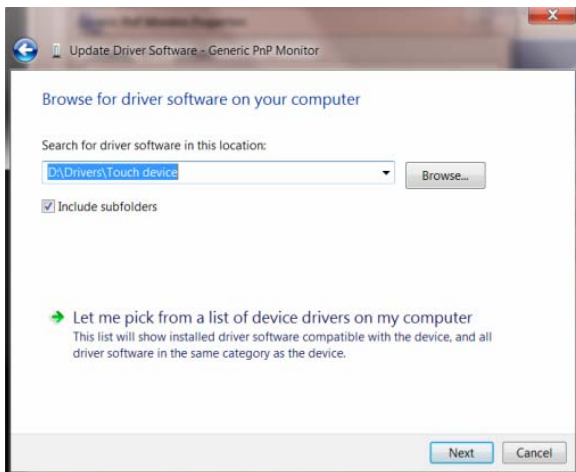 Update Driver Software - Generic PnP Monitor
Browse for driver software on your computer
Search for driver software in this location:
D:\Drivers\Touch device
Browse...
Include subfolders
Let me pick from a list of device drivers on my computer
This list will show installed driver software compatible with the device, and all
driver software in the same category as the device.
Next
Cancel